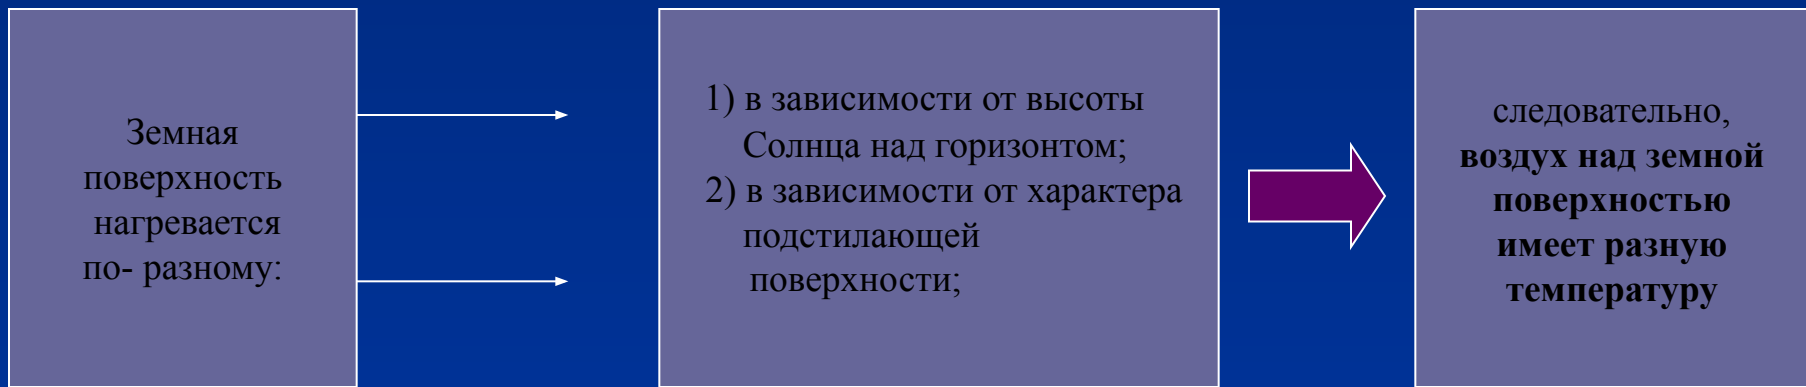 Земная
поверхность
нагревается
по- разному:
1) в зависимости от высоты
Солнца над горизонтом;
2) в зависимости от характера
подстилающей
поверхности;
следовательно,
воздух над земной
поверхностью
имеет разную
температуру